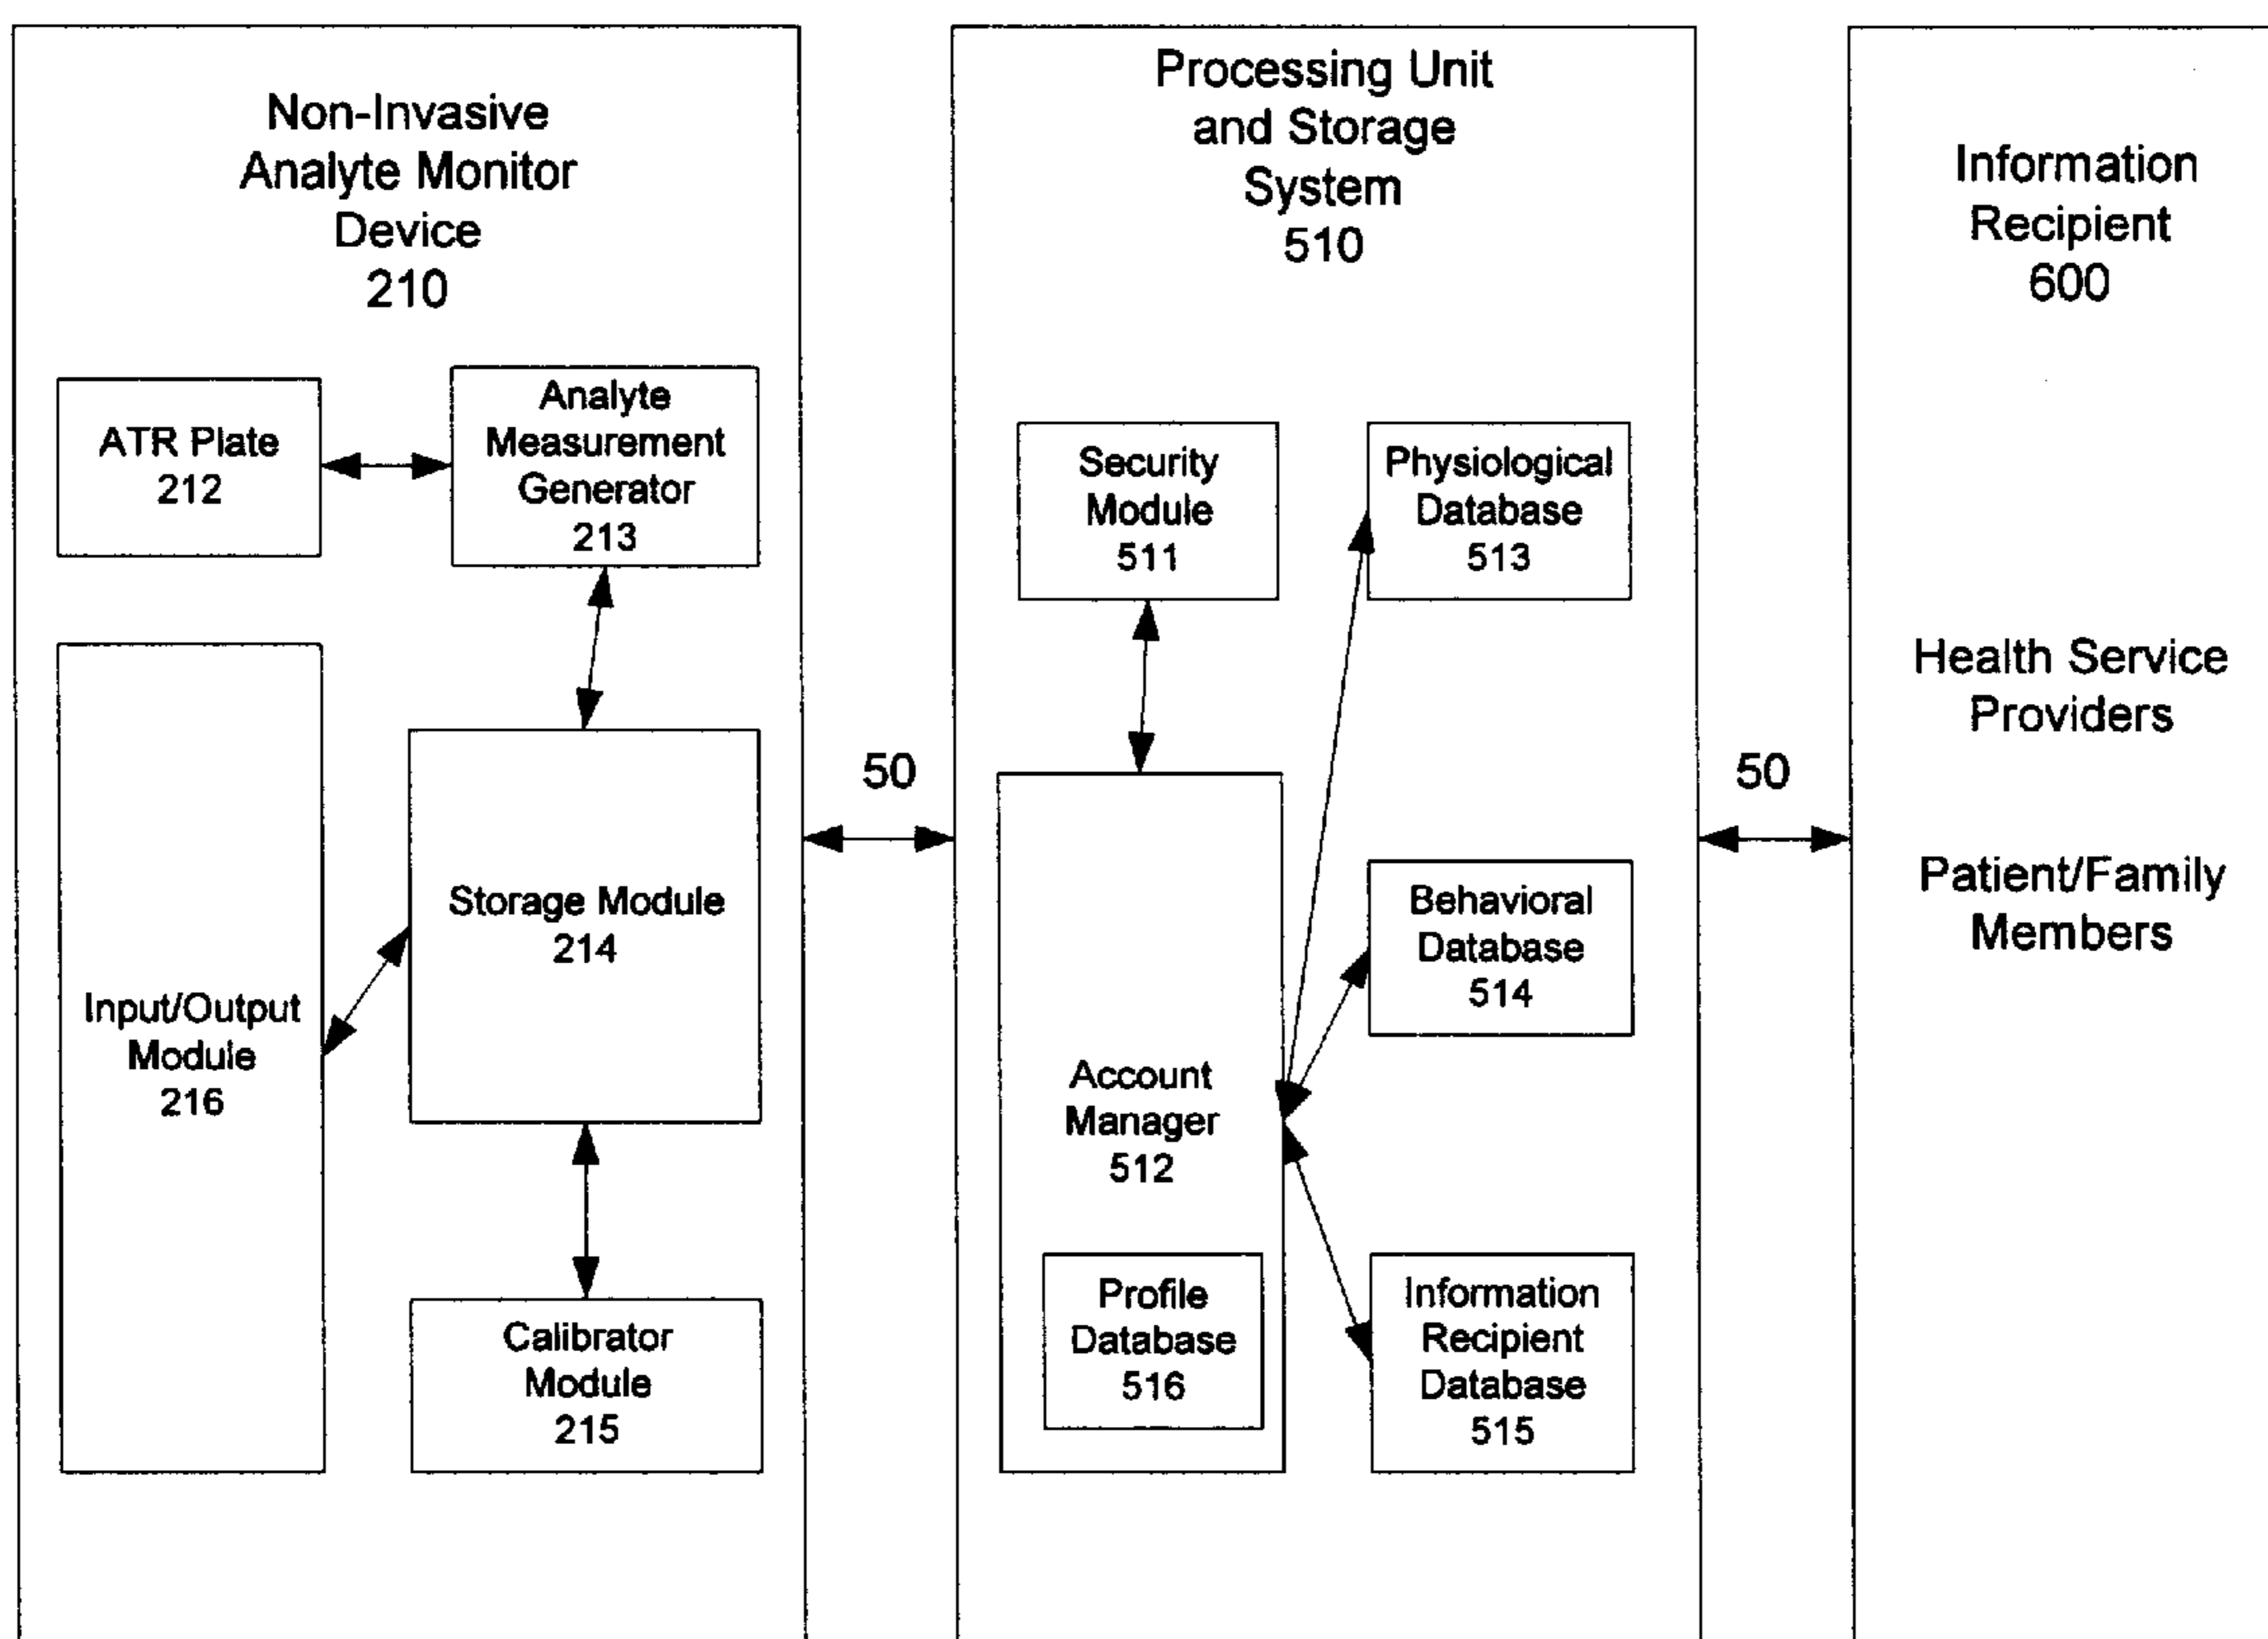 Non-Invasive
Analyte Monitor
Device
210
ATR Plate
212
Analyte
Measurement
Generator
213
Input/Output
Module
216
Storage Module
214
Calibrator
Module
215
50
Processing Unit
and Storage
System
510
Security
Module
511
Physiological
Database
513
Account
Manager
512
Profile
Database
516
Behavioral
Database
514
Information
Recipient
Database
515
50
Information
Recipient
600
Health Service
Providers
Patient/Family
Members